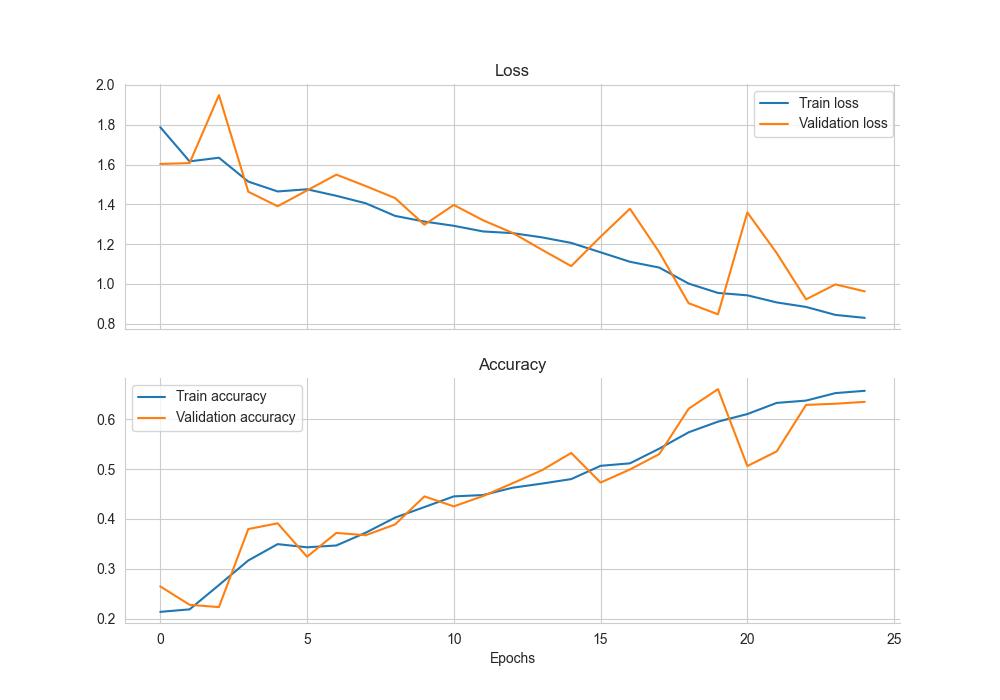 Loss
2.0
1.8
1.6
1.4
1.2
1.0
0.8
Train loss
Validation loss
Accuracy
Train accuracy
Validation accuracy
0.6
0.5
0.4
0.3
0.2
0 5 10 15 20 25
Epochs